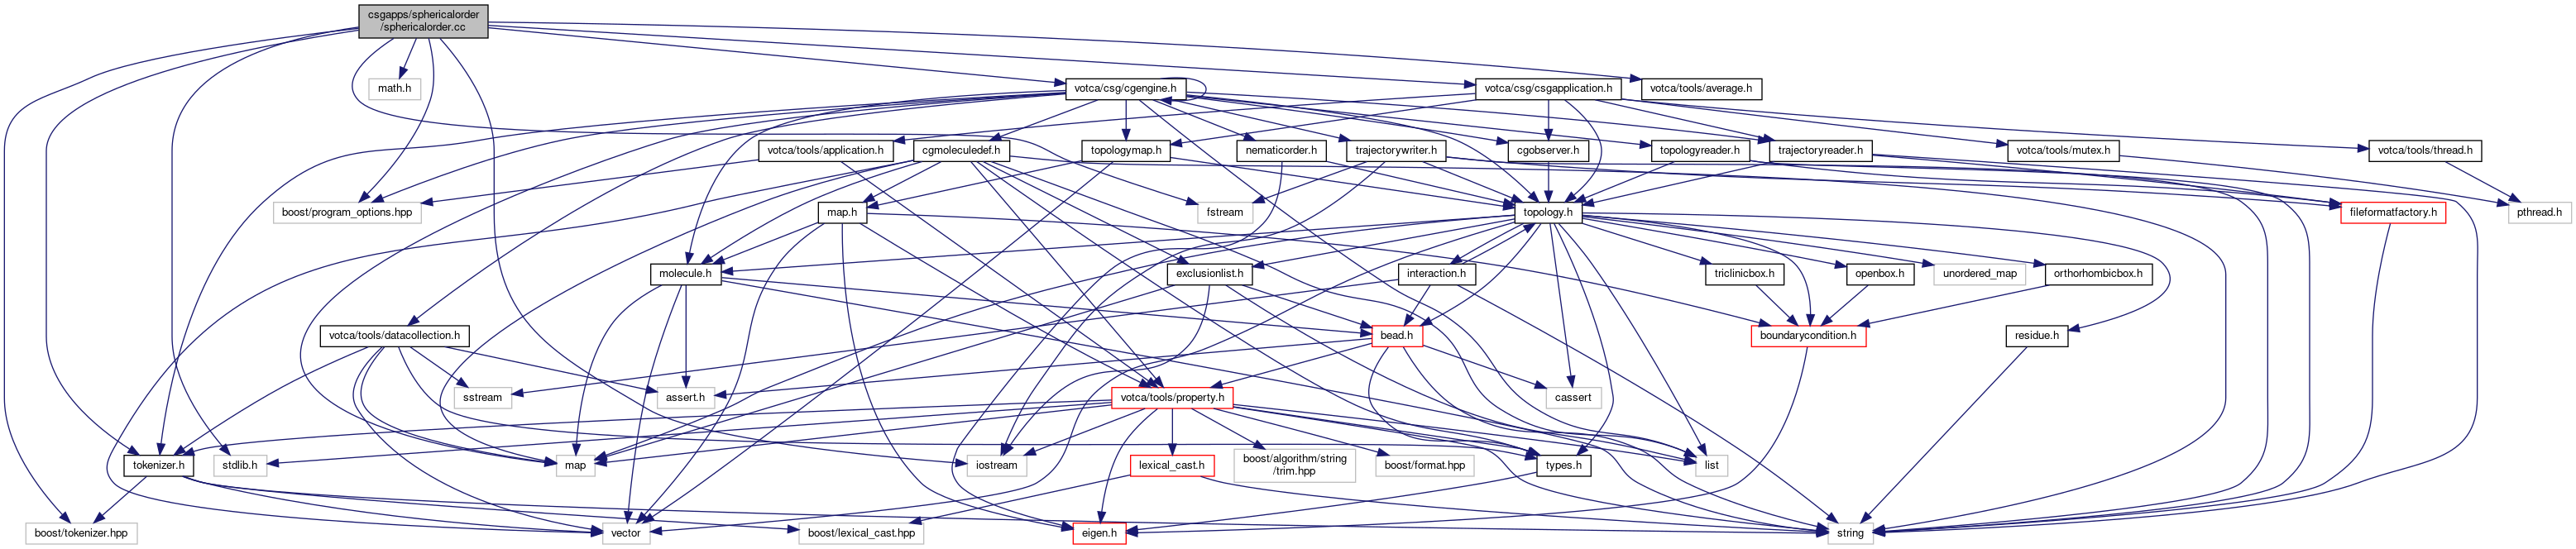 csgapps/sphericalorder
/sphericalorder.cc
math.h
votca/csg/cgengine.h
votca/csg/csgapplication.h
votca/tools/average.h
votca/tools/application.h
cgmoleculedef.h
topologymap.h
nematicorder.h
trajectorywriter.h
cgobserver.h
topologyreader.h
trajectoryreader.h
votca/tools/mutex.h
votca/tools/thread.h
boost/program_options.hpp
map.h
fstream
topology.h
fileformatfactory.h
pthread.h
molecule.h
exclusionlist.h
interaction.h
triclinicbox.h
openbox.h
unordered_map
orthorhombicbox.h
votca/tools/datacollection.h
bead.h
boundarycondition.h
residue.h
sstream
assert.h
votca/tools/property.h
cassert
tokenizer.h
stdlib.h
map
iostream
lexical_cast.h
boost/algorithm/string
/trim.hpp
boost/format.hpp
types.h
list
boost/tokenizer.hpp
vector
boost/lexical_cast.hpp
eigen.h
string